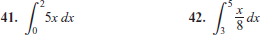 41. ∫₀² 5x dx
42. ∫₃⁵ x/8 dx